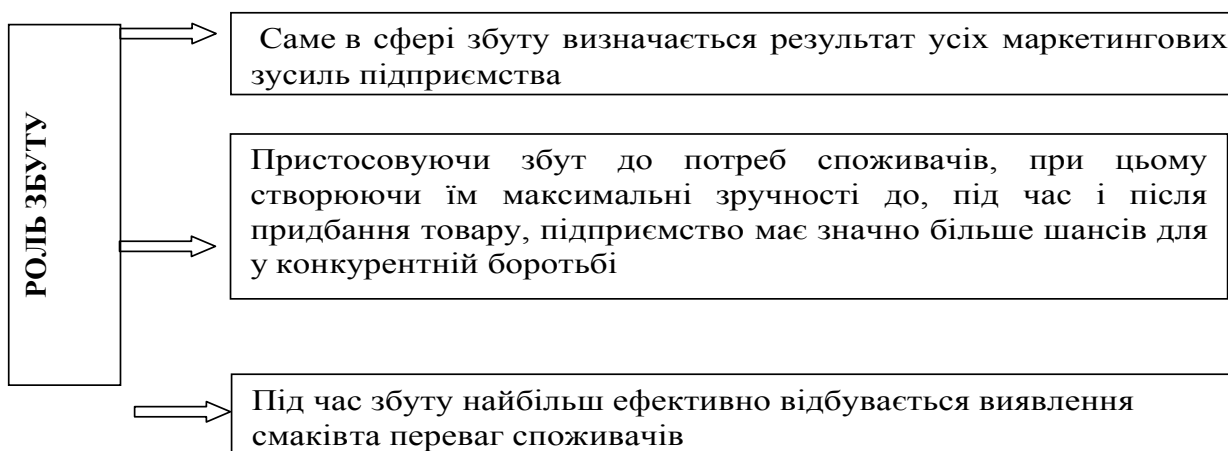 РОЛЬ ЗБУТУ
Саме в сфері збуту визначається результат усіх маркетингових
зусиль підприємства
Пристосовуючи збут до потреб споживачів, при цьому
створюючи їм максимальні зручності до, під час і після
придбання товару, підприємство має значно більше шансів для
у конкурентній боротьбі
Під час збуту найбільш ефективно відбувається виявлення
смаківта переваг споживачів